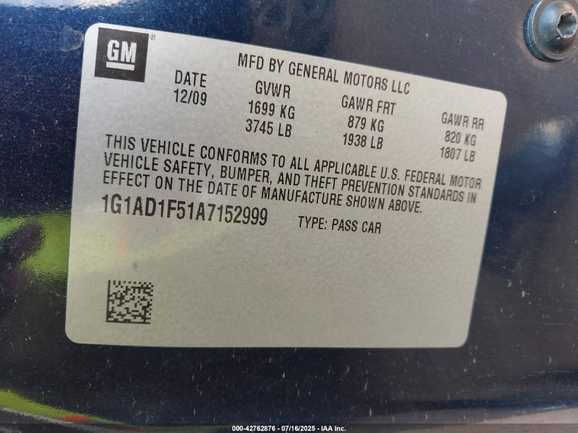 GM
MFD BY GENERAL MOTORS LLC
DATE GVWR GAWR FRT GAWR RR
12/09 1699 KG 879 KG 820 KG
3745 LB 1938 LB 1807 LB
THIS VEHICLE CONFORMS TO ALL APPLICABLE U.S. FEDERAL MOTOR
VEHICLE SAFETY, BUMPER, AND THEFT PREVENTION STANDARDS IN
EFFECT ON THE DATE OF MANUFACTURE SHOWN ABOVE.
1G1AD1F51A7152999 TYPE: PASS CAR
000-42762876 - 07/16/2025 - IAA Inc.